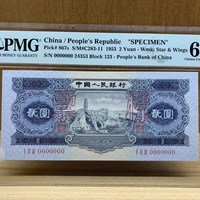 PMG
China / People's Republic "SPECIMEN"
Pick# 867s S/M#C283-11 1953 2 Yuan - Wmk: Star & Wings
S/N 0000000 24353 Block 123 - People's Bank of China
中国人民银行
贰圆
贰圆
0000000
0000000